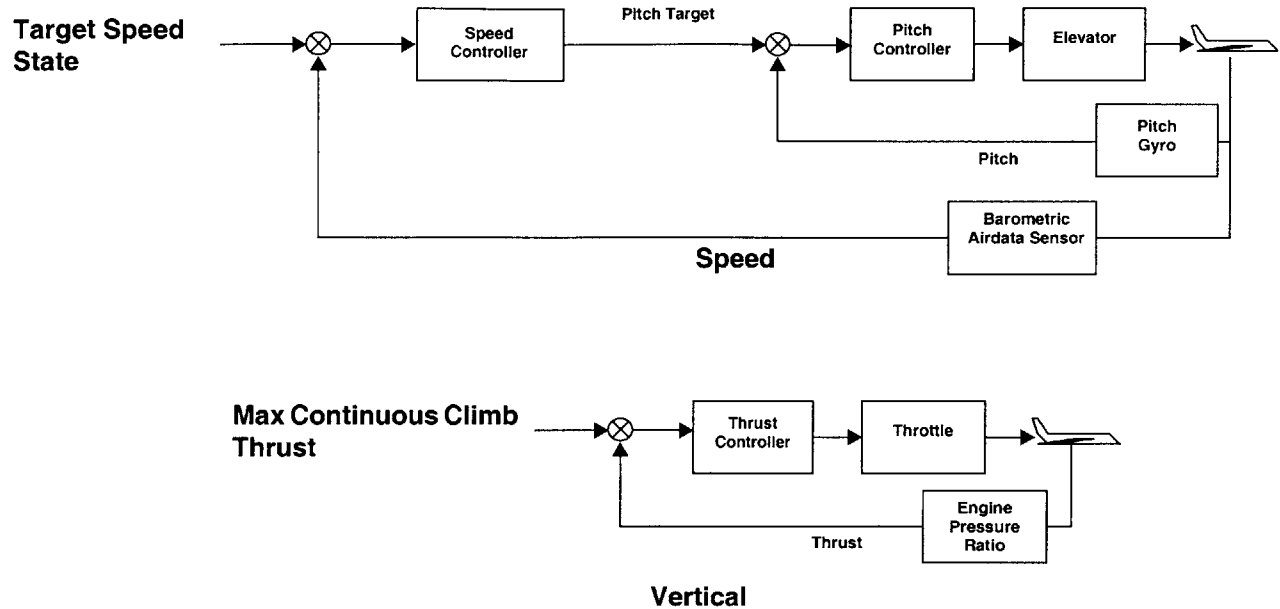 Target Speed
State
Speed
Controller
Pitch Target
Pitch
Controller
Elevator
Pitch
Gyro
Pitch
Barometric
Airdata Sensor
Speed
Max Continuous Climb
Thrust
Thrust
Controller
Throttle
Engine
Pressure
Ratio
Thrust
Vertical